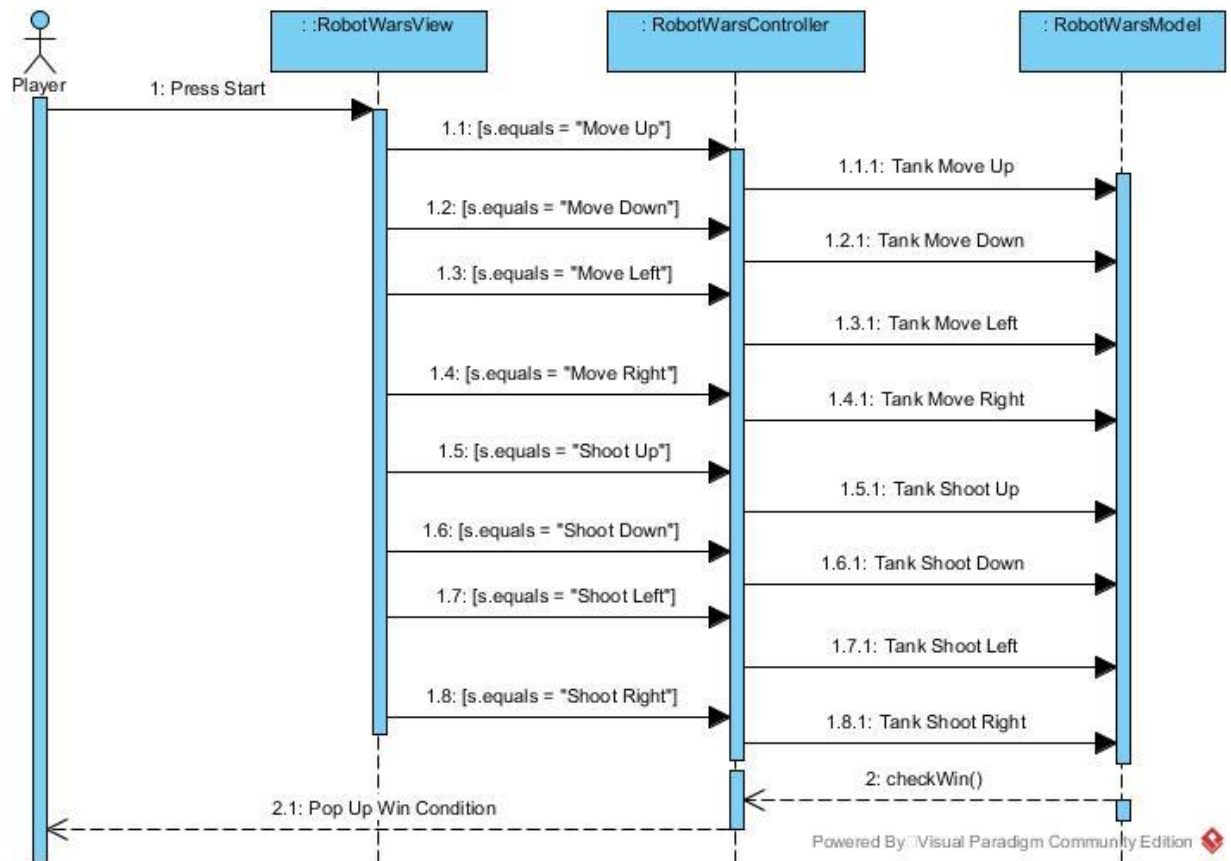 : :RobotWarsView
: RobotWarsController
: RobotWarsModel
Player
1: Press Start
1.1: [s.equals = "Move Up"]
1.1.1: Tank Move Up
1.2: [s.equals = "Move Down"]
1.2.1: Tank Move Down
1.3: [s.equals = "Move Left"]
1.3.1: Tank Move Left
1.4: [s.equals = "Move Right"]
1.4.1: Tank Move Right
1.5: [s.equals = "Shoot Up"]
1.5.1: Tank Shoot Up
1.6: [s.equals = "Shoot Down"]
1.6.1: Tank Shoot Down
1.7: [s.equals = "Shoot Left"]
1.7.1: Tank Shoot Left
1.8: [s.equals = "Shoot Right"]
1.8.1: Tank Shoot Right
2: checkWin()
2.1: Pop Up Win Condition
Powered By Visual Paradigm Community Edition